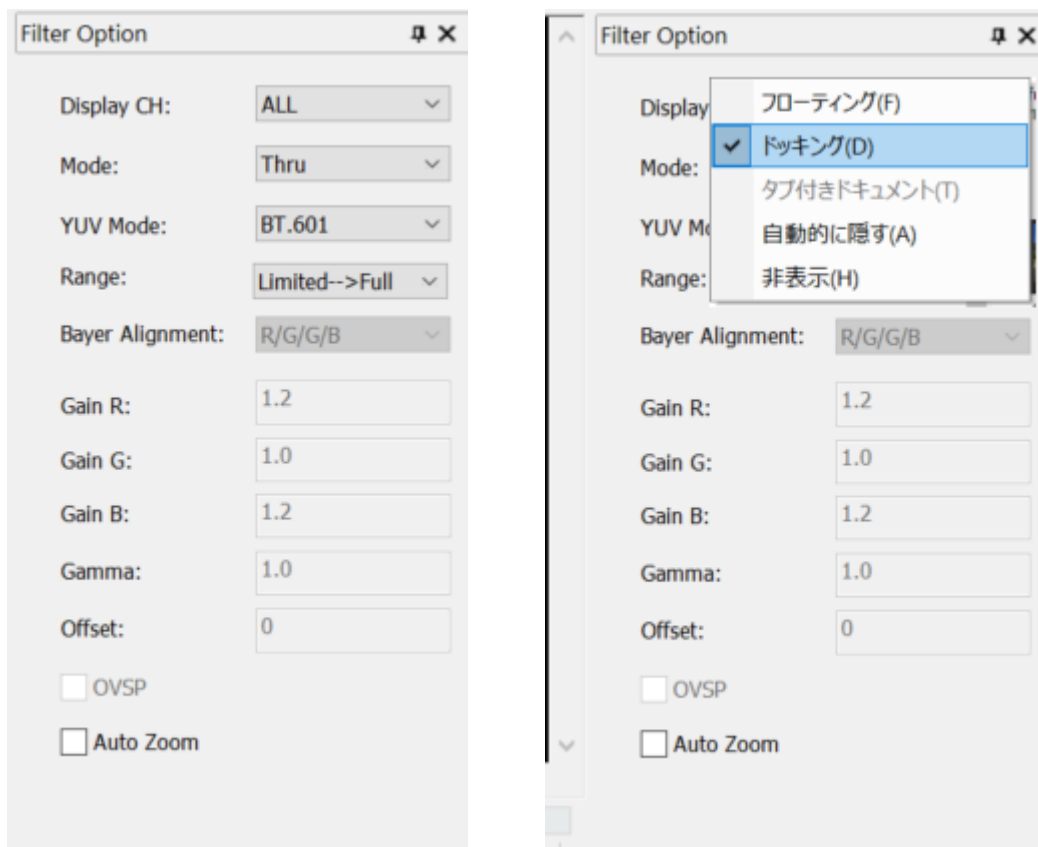 Filter Option
Display CH: ALL
Mode: Thru
YUV Mode: BT.601
Range: Limited-->Full
Bayer Alignment: R/G/G/B
Gain R: 1.2
Gain G: 1.0
Gain B: 1.2
Gamma: 1.0
Offset: 0
OVSP
Auto Zoom
Filter Option
Display
フローティング(F)
ドッキング(D)
Mode:
タブ付きドキュメント(T)
YUV
自動的に隠す(A)
Range:
非表示(H)
Bayer Alignment: R/G/G/B
Gain R: 1.2
Gain G: 1.0
Gain B: 1.2
Gamma: 1.0
Offset: 0
OVSP
Auto Zoom